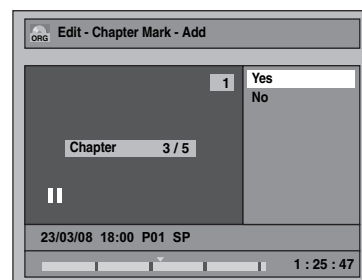 ORG Edit - Chapter Mark - Add
1
Yes
No
Chapter 3 / 5
23/03/08 18:00 P01 SP
1 : 25 : 47